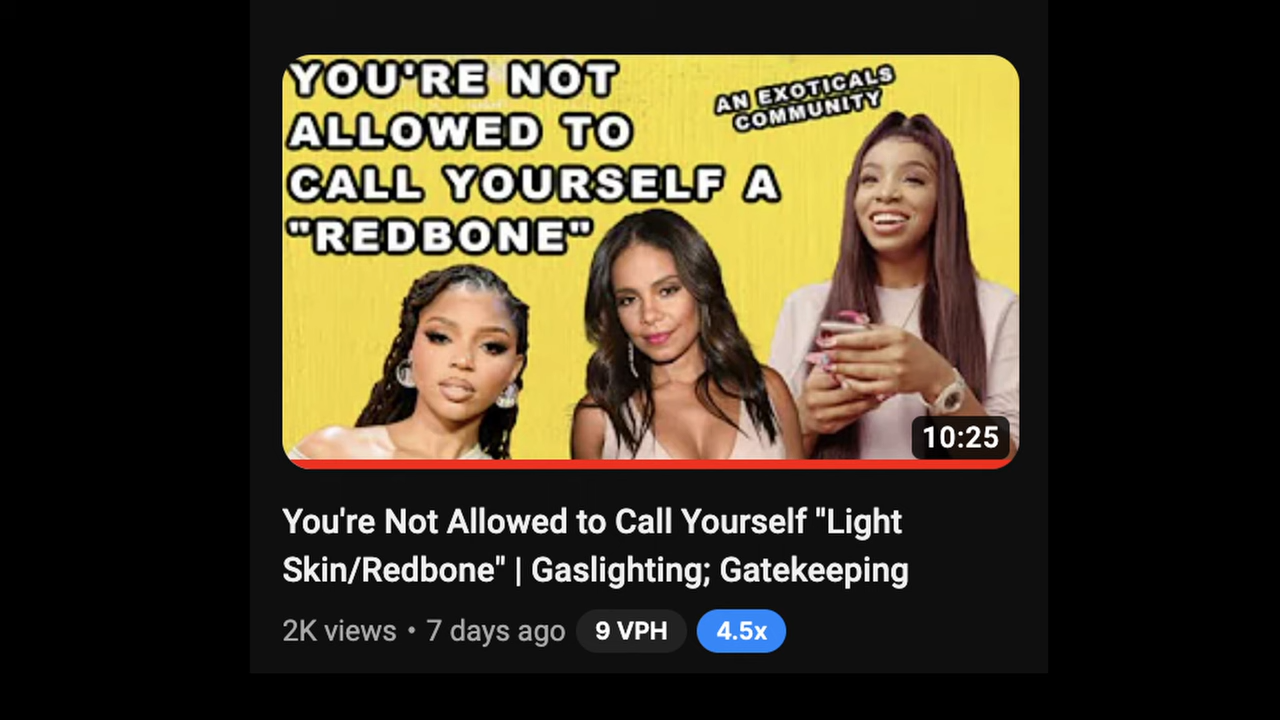 YOU'RE NOT
ALLOWED TO
CALL YOURSELF A
"REDBONE"
AN EXOTICALS
COMMUNITY
10:25
You're Not Allowed to Call Yourself "Light
Skin/Redbone" | Gaslighting; Gatekeeping
2K views • 7 days ago 9 VPH 4.5x